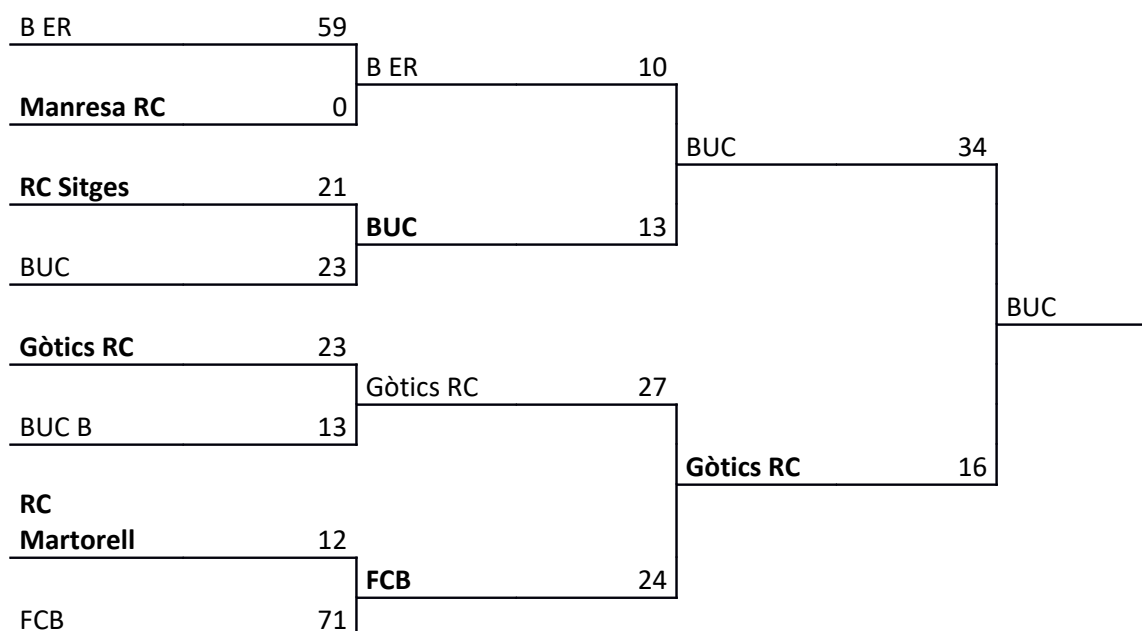 B ER 59
B ER 10
Manresa RC 0
BUC 34
RC Sitges 21
BUC 13
BUC 23
BUC
Gòtics RC 23
Gòtics RC 27
BUC B 13
Gòtics RC 16
RC
Martorell 12
FCB 24
FCB 71